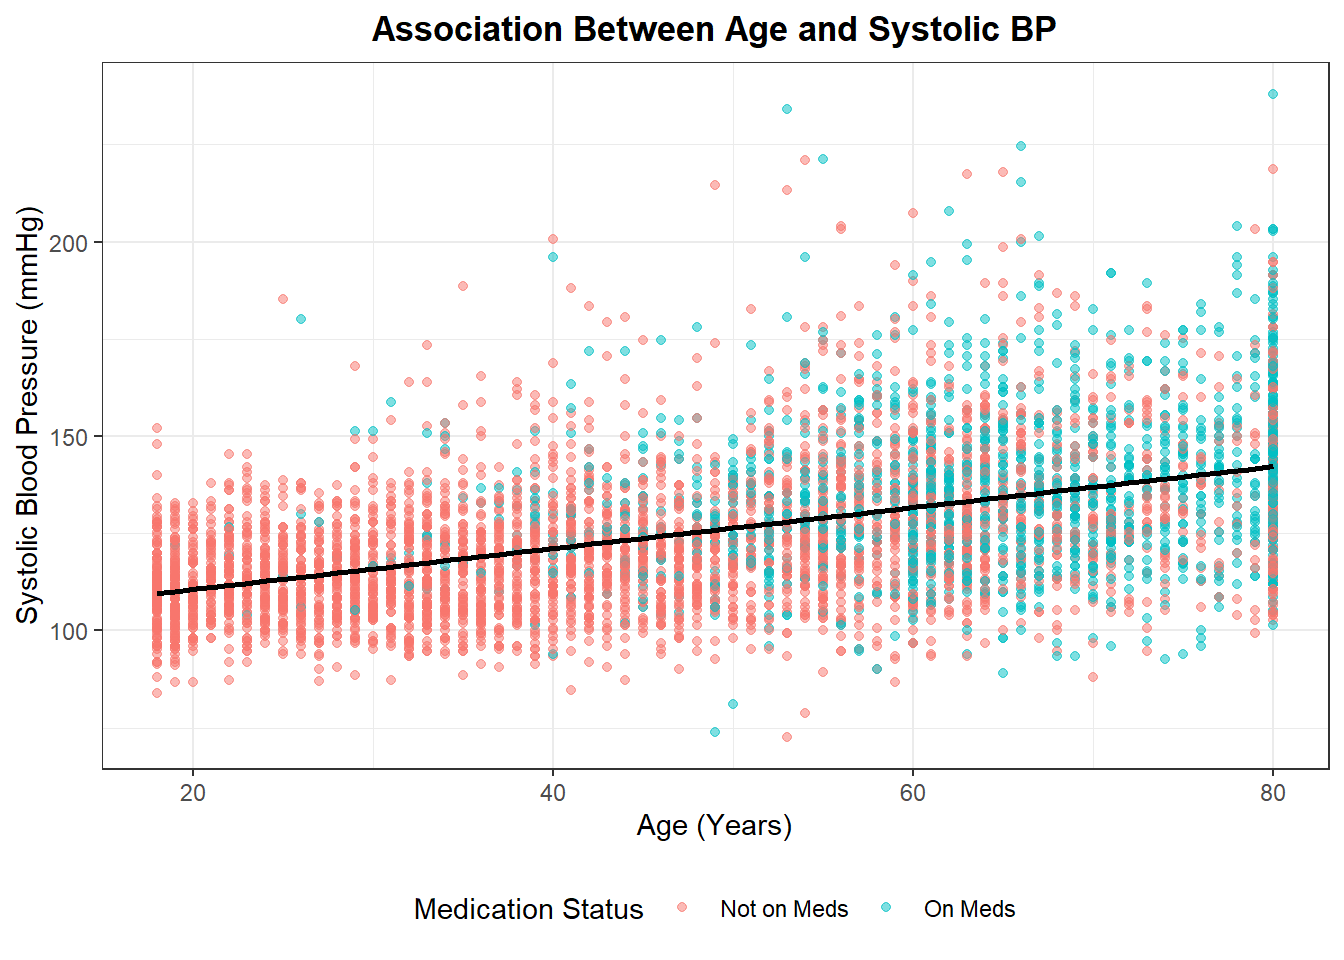 Association Between Age and Systolic BP
Systolic Blood Pressure (mmHg)
200
150
100
20 40 60 80
Age (Years)
Medication Status Not on Meds On Meds